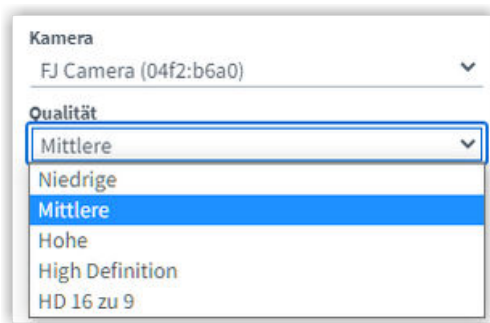 Kamera
FJ Camera (04f2:b6a0)
Qualität
Mittlere
Niedrige
Mittlere
Hohe
High Definition
HD 16 zu 9